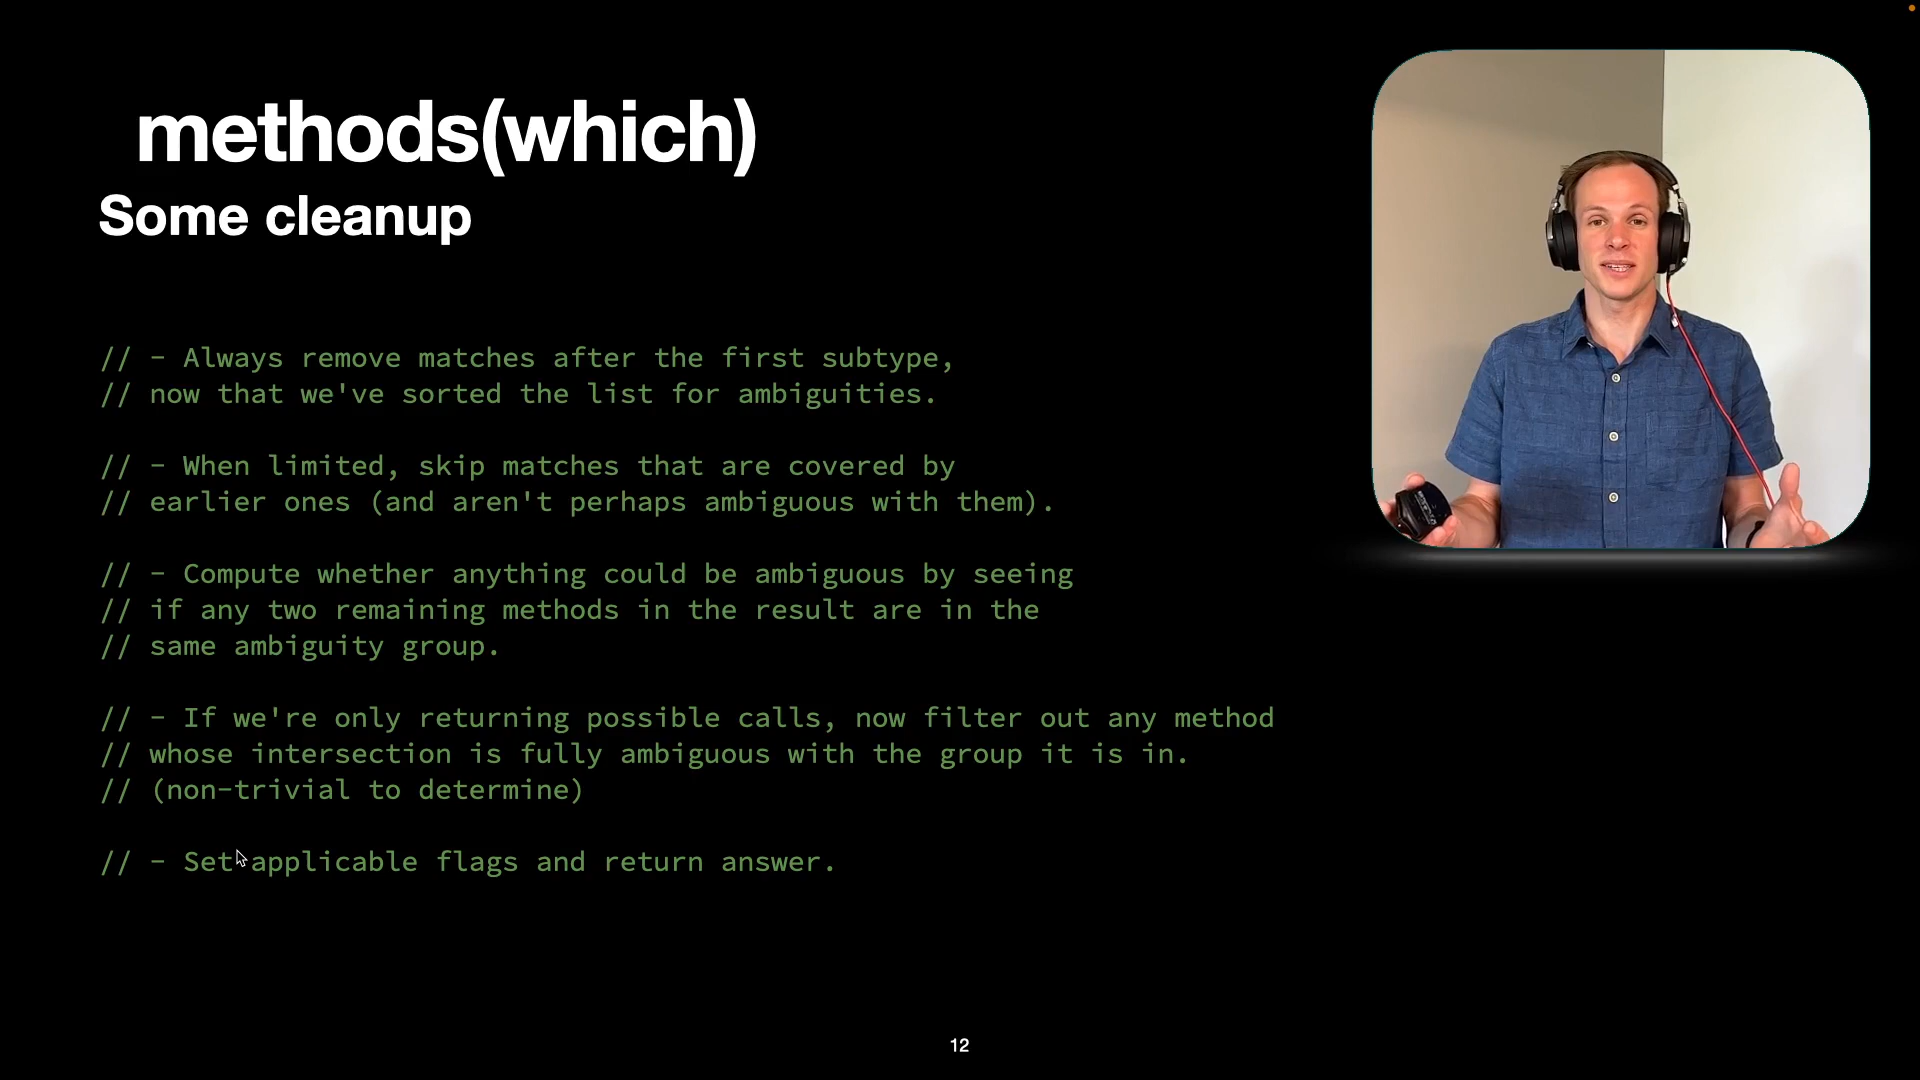 methods(which)
Some cleanup
// - Always remove matches after the first subtype,
// now that we've sorted the list for ambiguities.
// - When limited, skip matches that are covered by
// earlier ones (and aren't perhaps ambiguous with them).
// - Compute whether anything could be ambiguous by seeing
// if any two remaining methods in the result are in the
// same ambiguity group.
// - If we're only returning possible calls, now filter out any method
// whose intersection is fully ambiguous with the group it is in.
// (non-trivial to determine)
// - Set applicable flags and return answer.
12